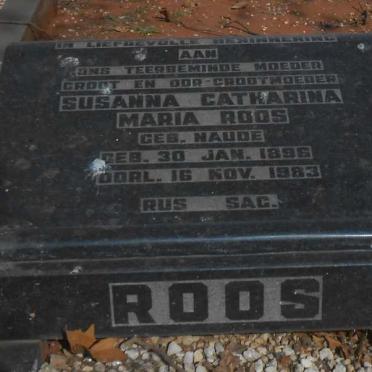 IN LIEFDEVOLLE HERINNERING
AAN
ONS TEERBEMINDE MOEDER
GROOT EN OOR-GROOTMOEDER
SUSANNA CATHARINA
MARIA ROOS
GEB. NAUDE
GEB. 30 JAN. 1896
OORL. 16 NOV. 1983
RUS SAG.
ROOS